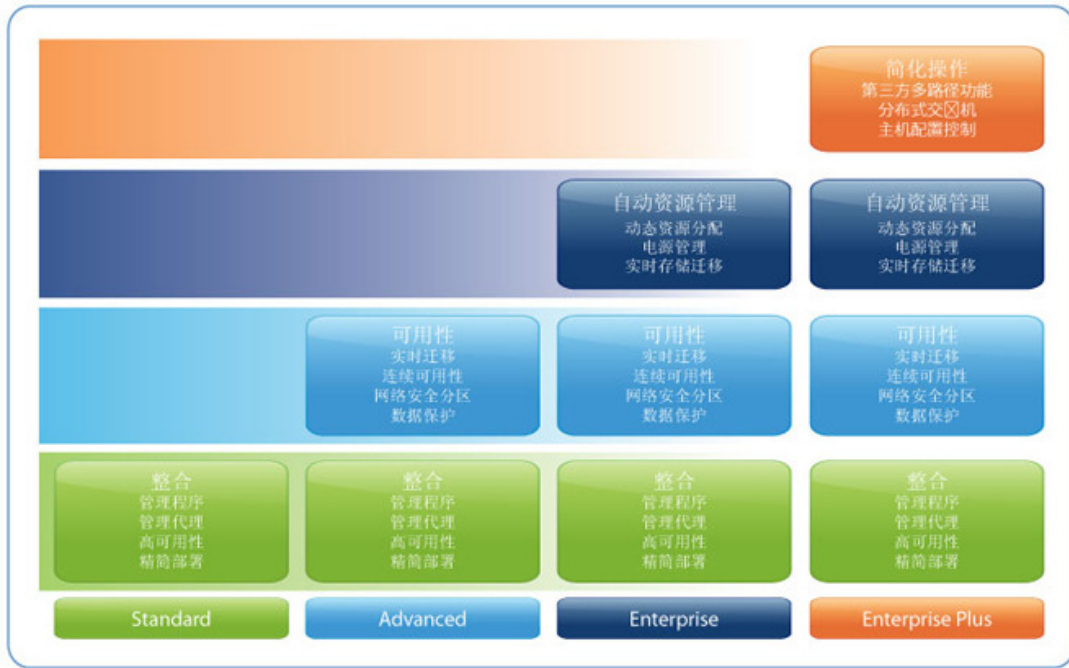 简化操作
第三方多路径功能
分布式交☒机
主机配置控制
自动资源管理
动态资源分配
电源管理
实时存储迁移
自动资源管理
动态资源分配
电源管理
实时存储迁移
可用性
实时迁移
连续可用性
网络安全分区
数据保护
可用性
实时迁移
连续可用性
网络安全分区
数据保护
可用性
实时迁移
连续可用性
网络安全分区
数据保护
整合
管理程序
管理代理
高可用性
精简部署
整合
管理程序
管理代理
高可用性
精简部署
整合
管理程序
管理代理
高可用性
精简部署
整合
管理程序
管理代理
高可用性
精简部署
Standard
Advanced
Enterprise
Enterprise Plus